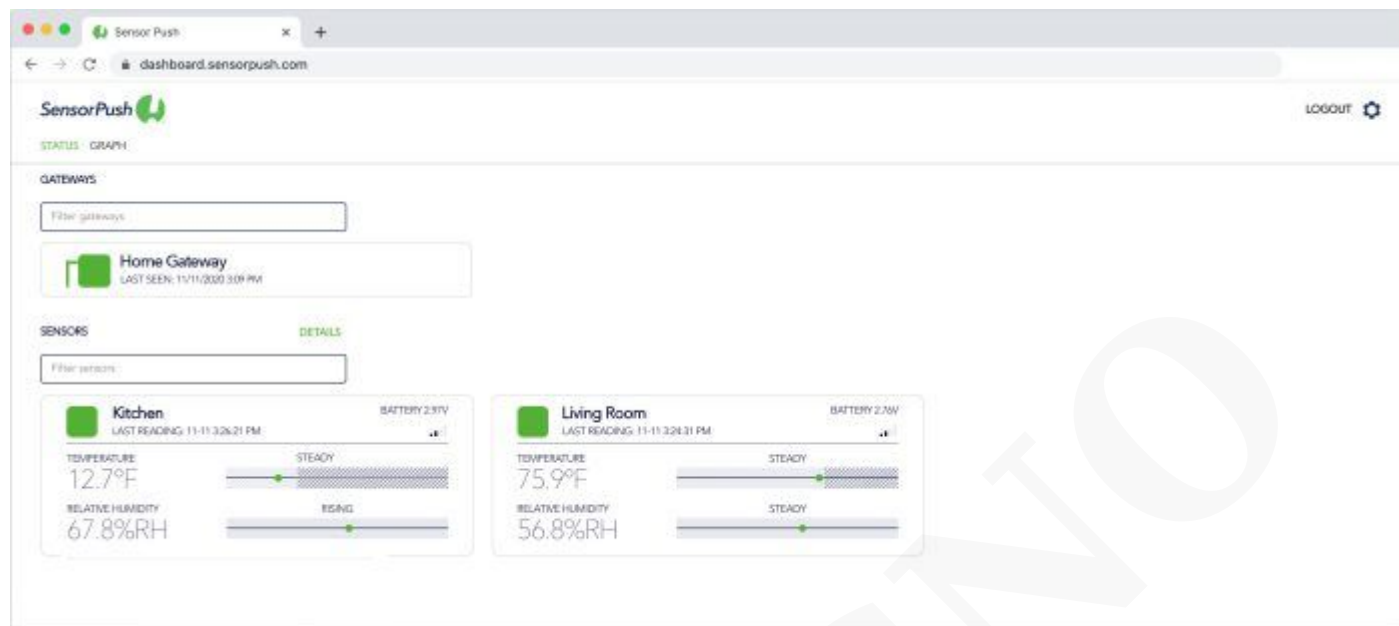 Sensor Push
dashboard.sensorpush.com
SensorPush
LOGOUT
STATUS GRAPH
GATEWAYS
Filter gateways
Home Gateway
LAST SEEN: 11/11/2020 3:09 PM
SENSORS DETAILS
Filter sensors
Kitchen BATTERY 2.97V
LAST READING: 11-11 3:26:21 PM
TEMPERATURE STEADY
12.7°F
RELATIVE HUMIDITY RISING
67.8%RH
Living Room BATTERY 2.76V
LAST READING: 11-11 3:24:31 PM
TEMPERATURE STEADY
75.9°F
RELATIVE HUMIDITY STEADY
56.8%RH